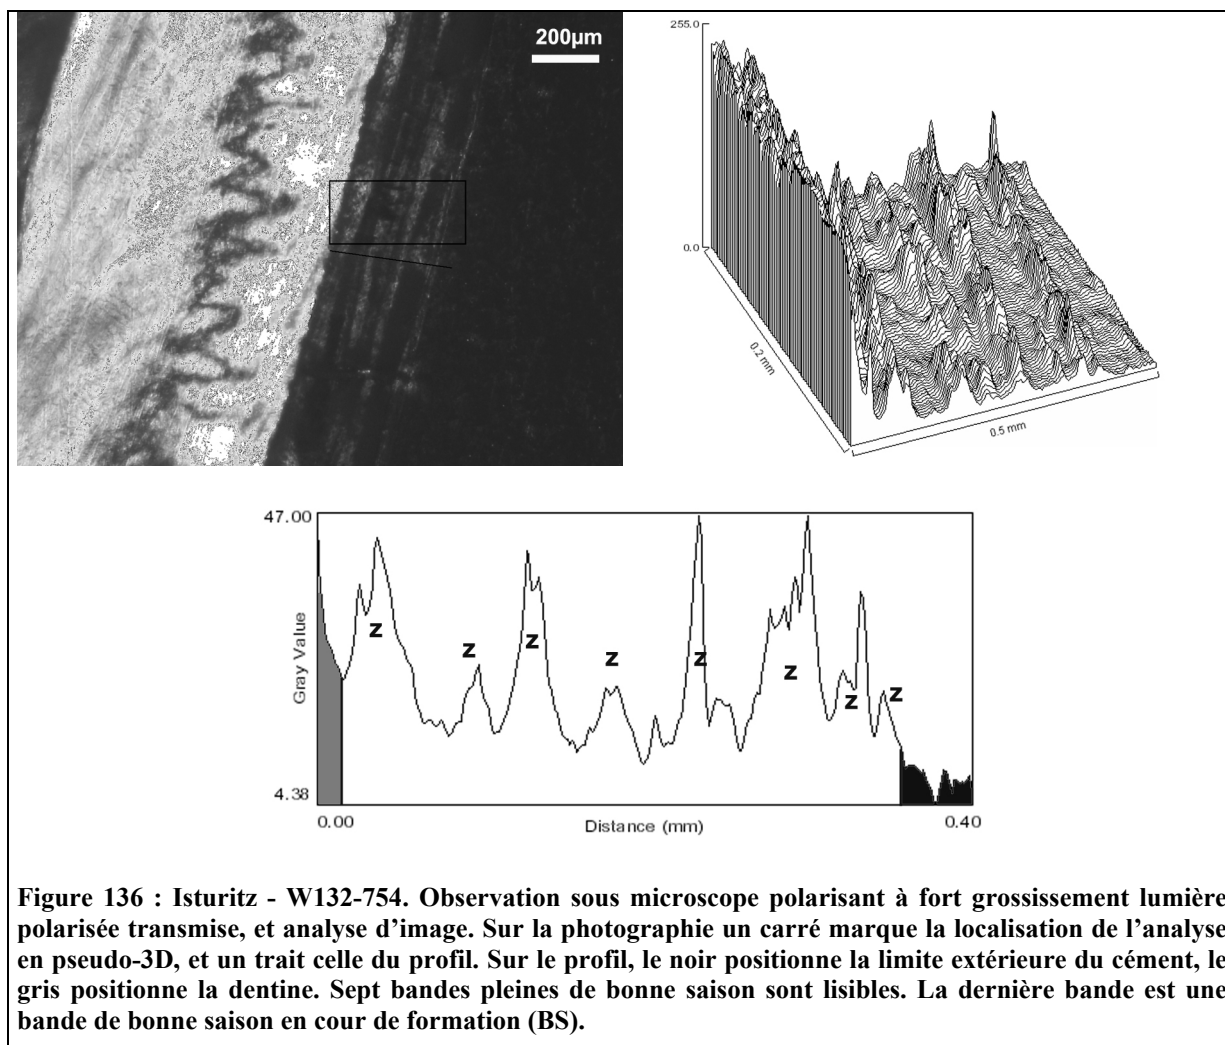 200µm
255.0
0.0
0.2 mm
0.5 mm
47.00
Gray Value
4.38
z z z z z z z z
0.00 Distance (mm) 0.40
Figure 136 : Isturitz - W132-754. Observation sous microscope polarisant à fort grossissement lumière
polarisée transmise, et analyse d’image. Sur la photographie un carré marque la localisation de l’analyse
en pseudo-3D, et un trait celle du profil. Sur le profil, le noir positionne la limite extérieure du cément, le
gris positionne la dentine. Sept bandes pleines de bonne saison sont lisibles. La dernière bande est une
bande de bonne saison en cour de formation (BS).